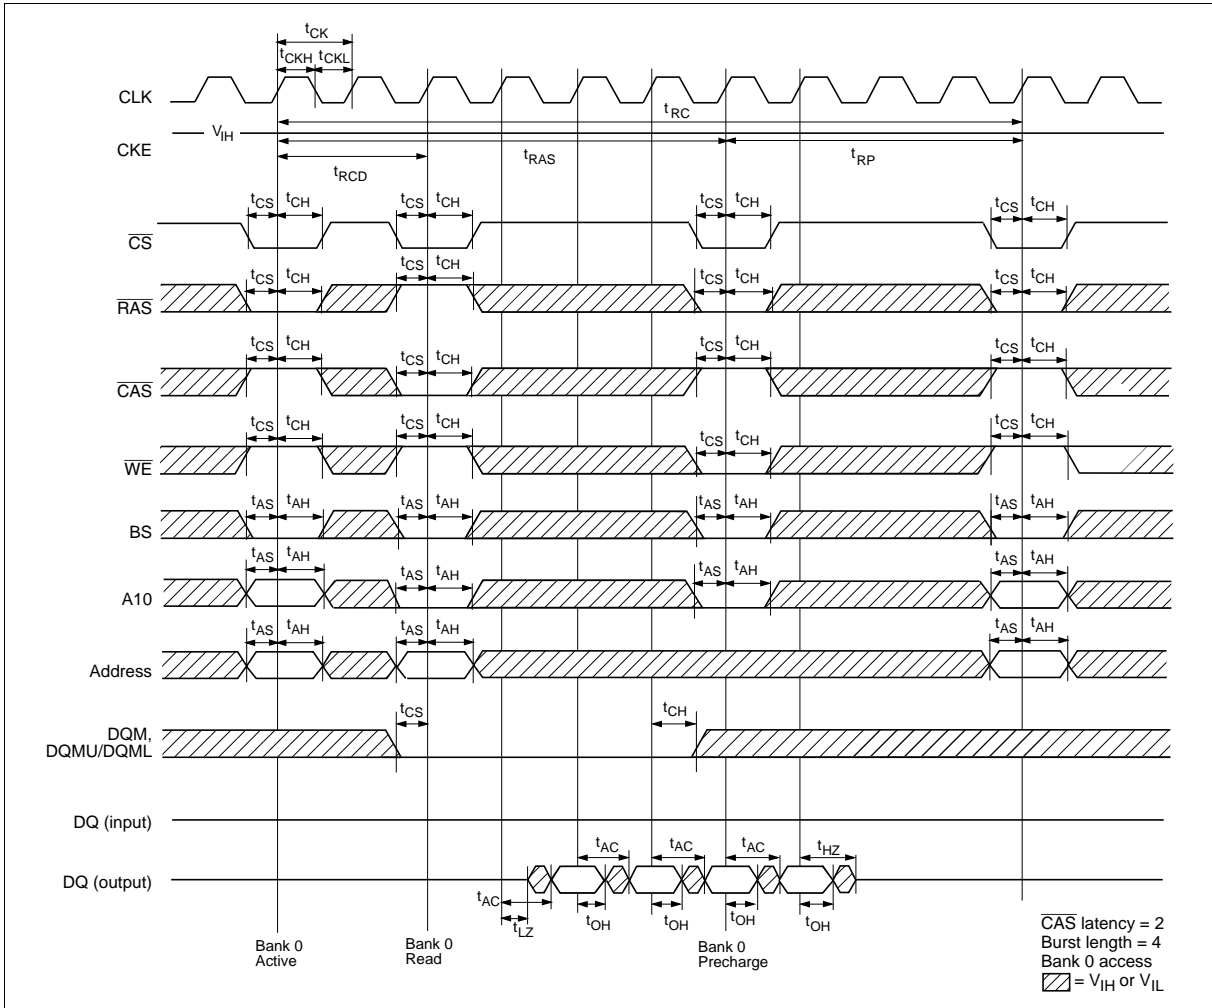 tCK
tCKH tCKL
CLK
tRC
VIH
CKE
tRAS tRP
tRCD
tCS tCH tCS tCH tCS tCH tCS tCH
CS
tCS tCH tCS tCH tCS tCH tCS tCH
RAS
tCS tCH tCS tCH tCS tCH tCS tCH
CAS
tCS tCH tCS tCH tCS tCH tCS tCH
WE
tAS tAH tAS tAH tAS tAH tAS tAH
BS
tAS tAH tAS tAH tAS tAH tAS tAH
A10
tAS tAH tAS tAH tAS tAH
Address
tCS tCH
DQM,
DQMU/DQML
DQ (input)
tAC tAC tAC tHZ
DQ (output)
tAC
tLZ tOH tOH tOH tOH
Bank 0
Active
Bank 0
Read
Bank 0
Precharge
CAS latency = 2
Burst length = 4
Bank 0 access
= VIH or VIL